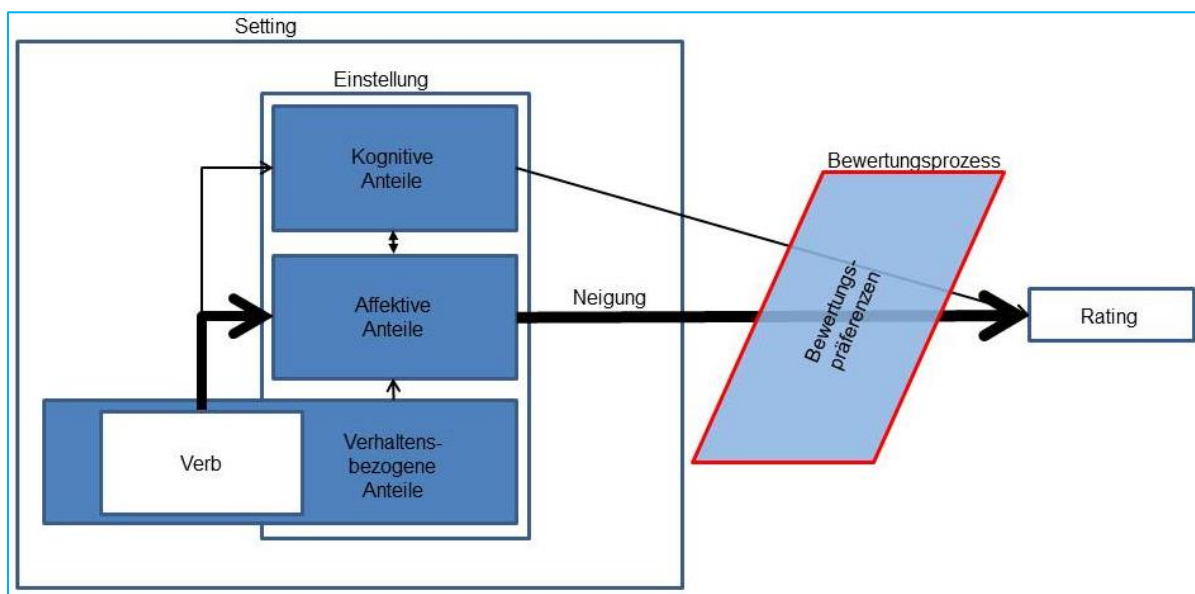 Setting
Einstellung
Kognitive
Anteile
Bewertungsprozess
Affektive
Anteile
Neigung
Bewertungs-
präferenzen
Rating
Verb
Verhaltens-
bezogene
Anteile